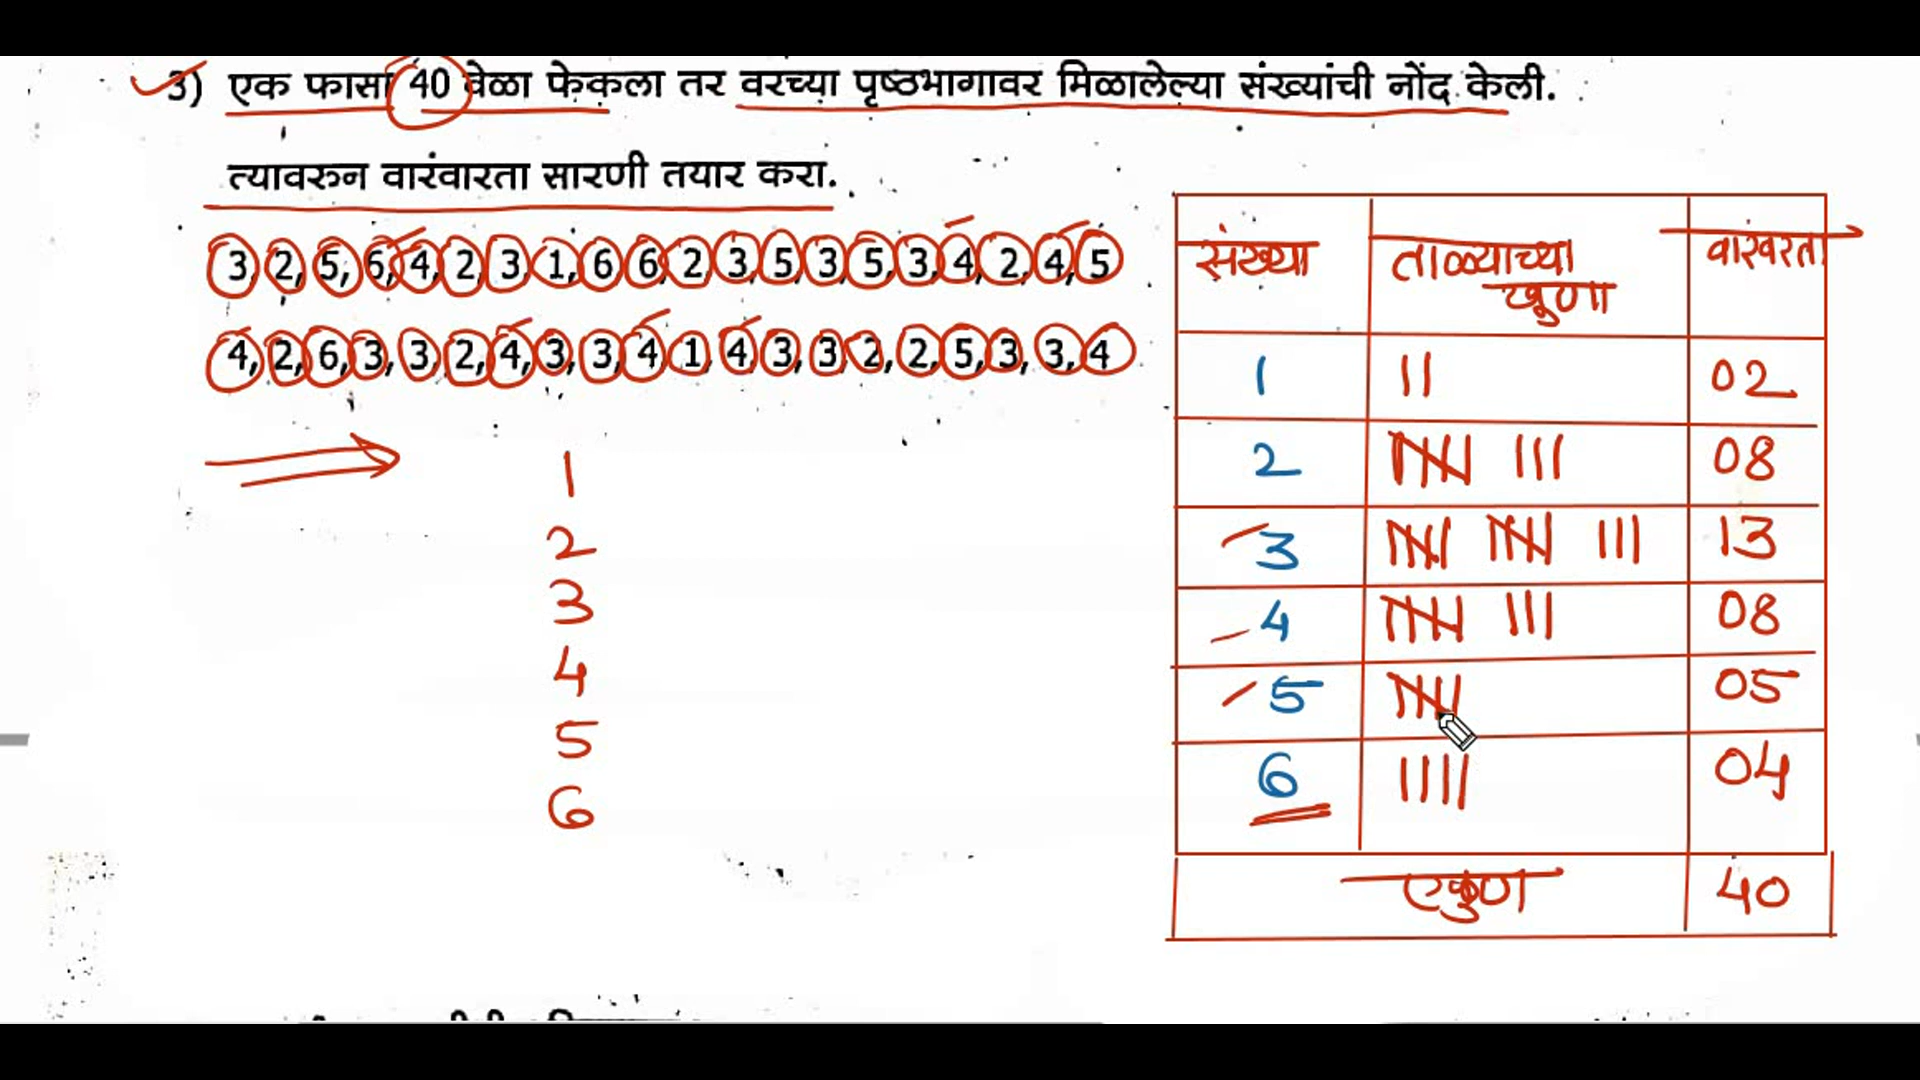 3) एक फासा 40 वेळा फेकला तर वरच्या पृष्ठभागावर मिळालेल्या संख्यांची नोंद केली.
त्यावरुन वारंवारता सारणी तयार करा.
3, 2, 5, 6, 4, 2, 3, 1, 6, 6, 2, 3, 5, 3, 5, 3, 4, 2, 4, 5
4, 2, 6, 3, 3, 2, 4, 3, 3, 4, 1, 4, 3, 3, 2, 2, 5, 3, 3, 4
1
2
3
4
5
6
संख्या ताळ्याच्या खुणा वारंवारता
1 || 02
2 |||| ||| 08
3 |||| |||| ||| 13
4 |||| ||| 08
5 |||| 05
6 |||| 04
एकुण 40